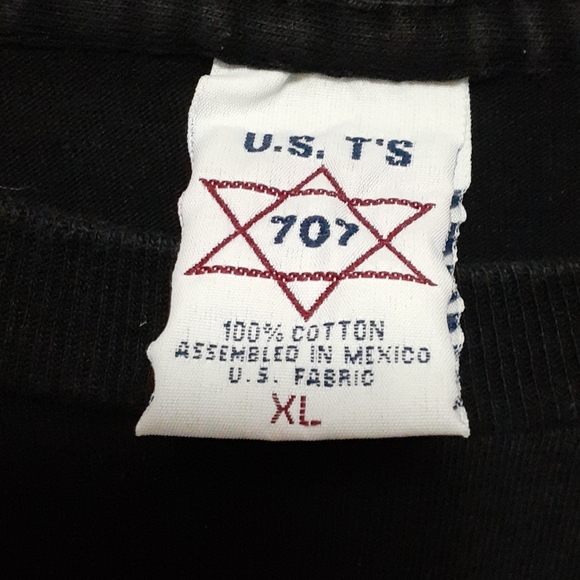 U.S. T'S
707
100% COTTON
ASSEMBLED IN MEXICO
U.S. FABRIC
XL